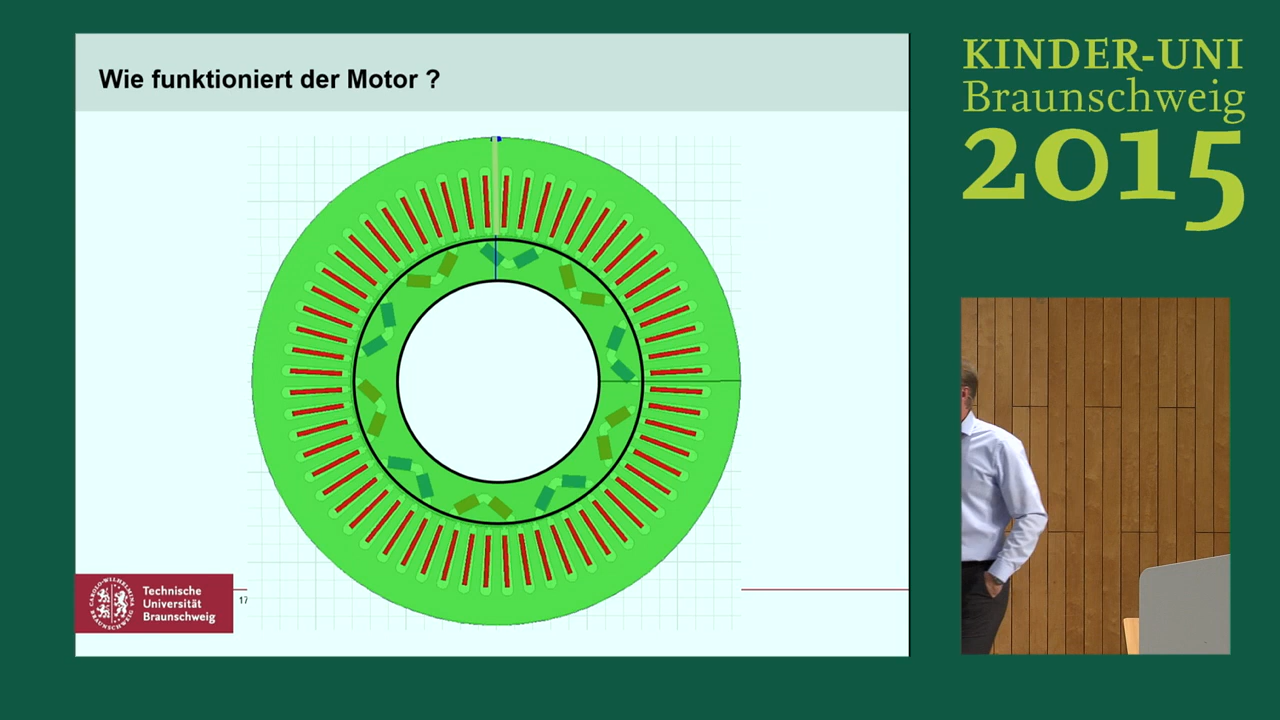 Wie funktioniert der Motor ?
KINDER-UNI
Braunschweig
2015
Technische
Universität
Braunschweig
17